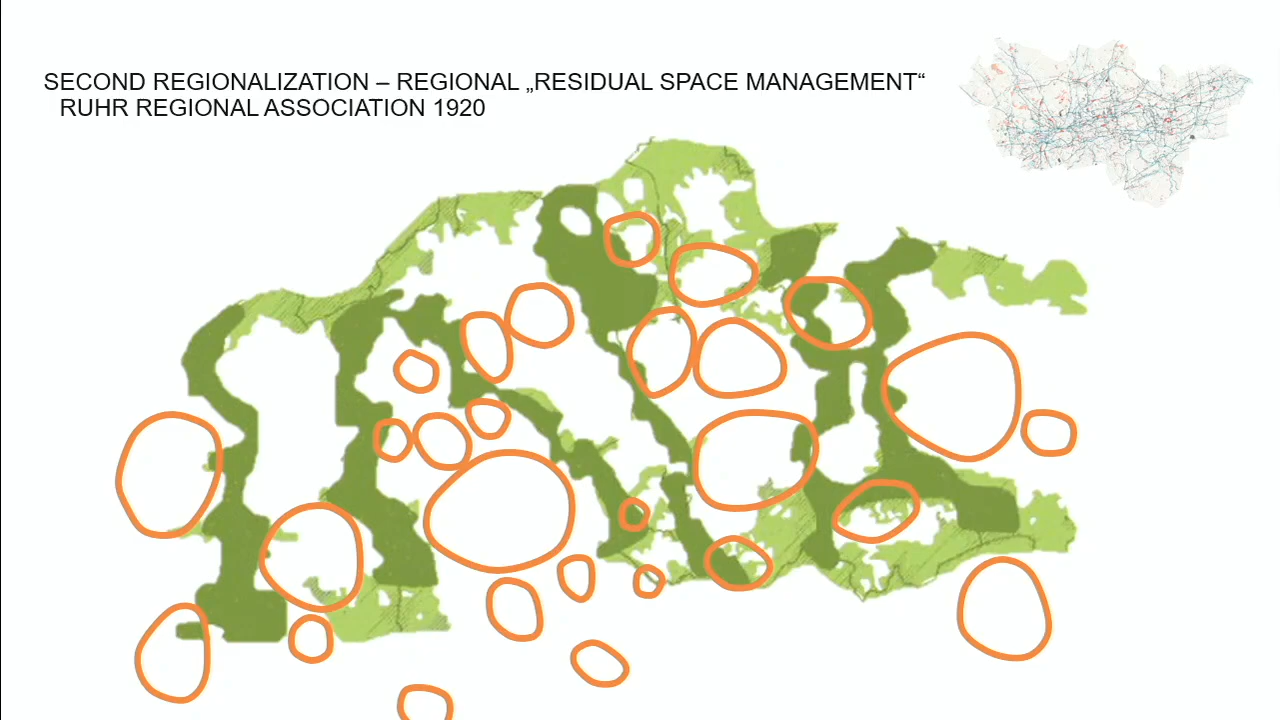 SECOND REGIONALIZATION – REGIONAL „RESIDUAL SPACE MANAGEMENT“
RUHR REGIONAL ASSOCIATION 1920